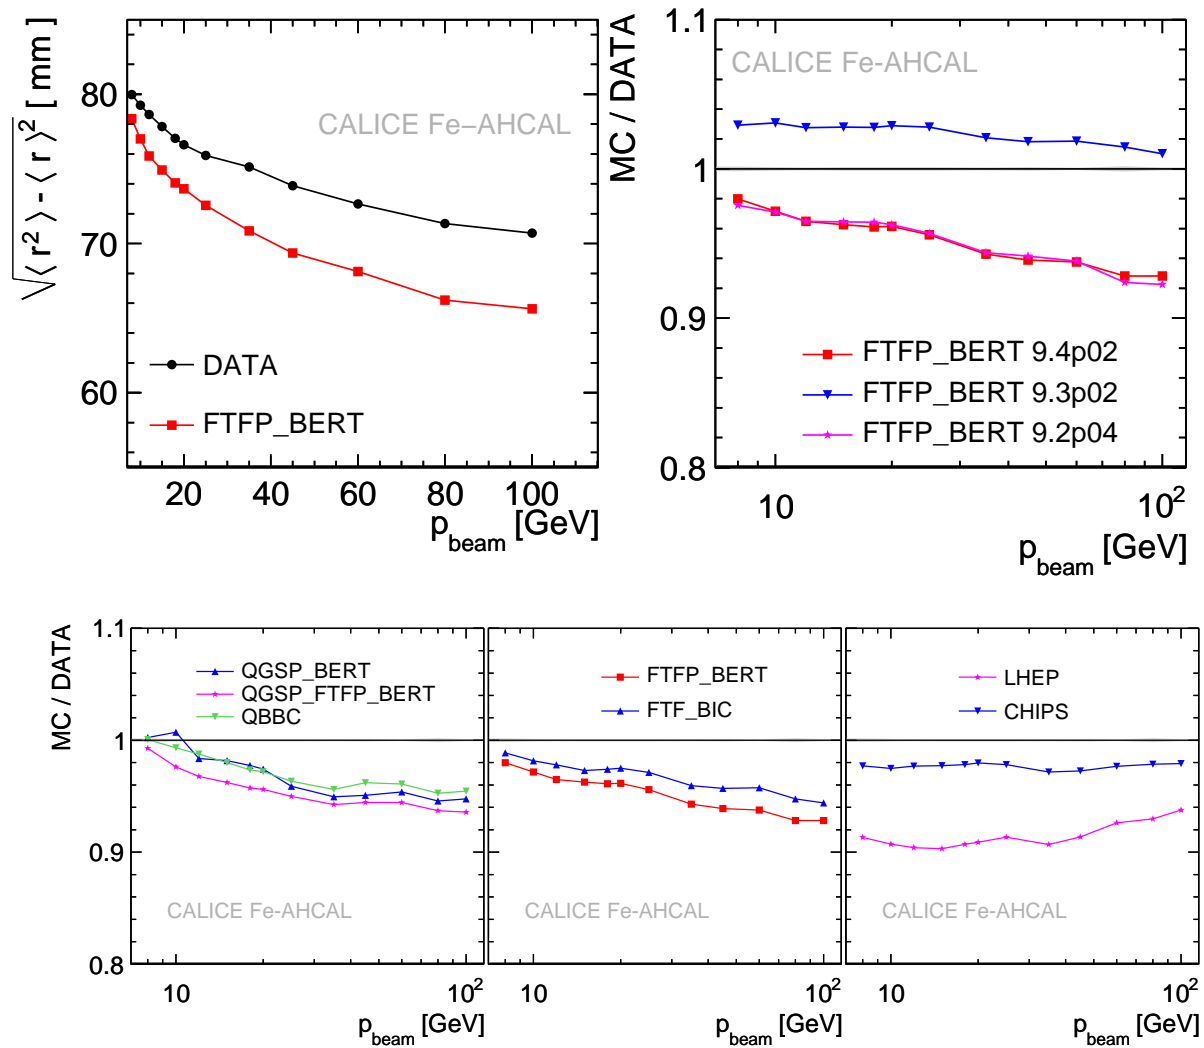 √⟨ r² ⟩ - ⟨ r ⟩² [ mm ]
CALICE Fe−AHCAL
80
70
60
DATA
FTFP_BERT
20 40 60 80 100
p_beam [GeV]
MC / DATA
1.1
CALICE Fe-AHCAL
1
0.9
FTFP_BERT 9.4p02
FTFP_BERT 9.3p02
FTFP_BERT 9.2p04
0.8
10 10²
p_beam [GeV]
MC / DATA
1.1
1
0.9
0.8
QGSP_BERT
QGSP_FTFP_BERT
QBBC
CALICE Fe-AHCAL
10 10²
p_beam [GeV]
FTFP_BERT
FTF_BIC
CALICE Fe-AHCAL
10 10²
p_beam [GeV]
LHEP
CHIPS
CALICE Fe-AHCAL
10 10²
p_beam [GeV]